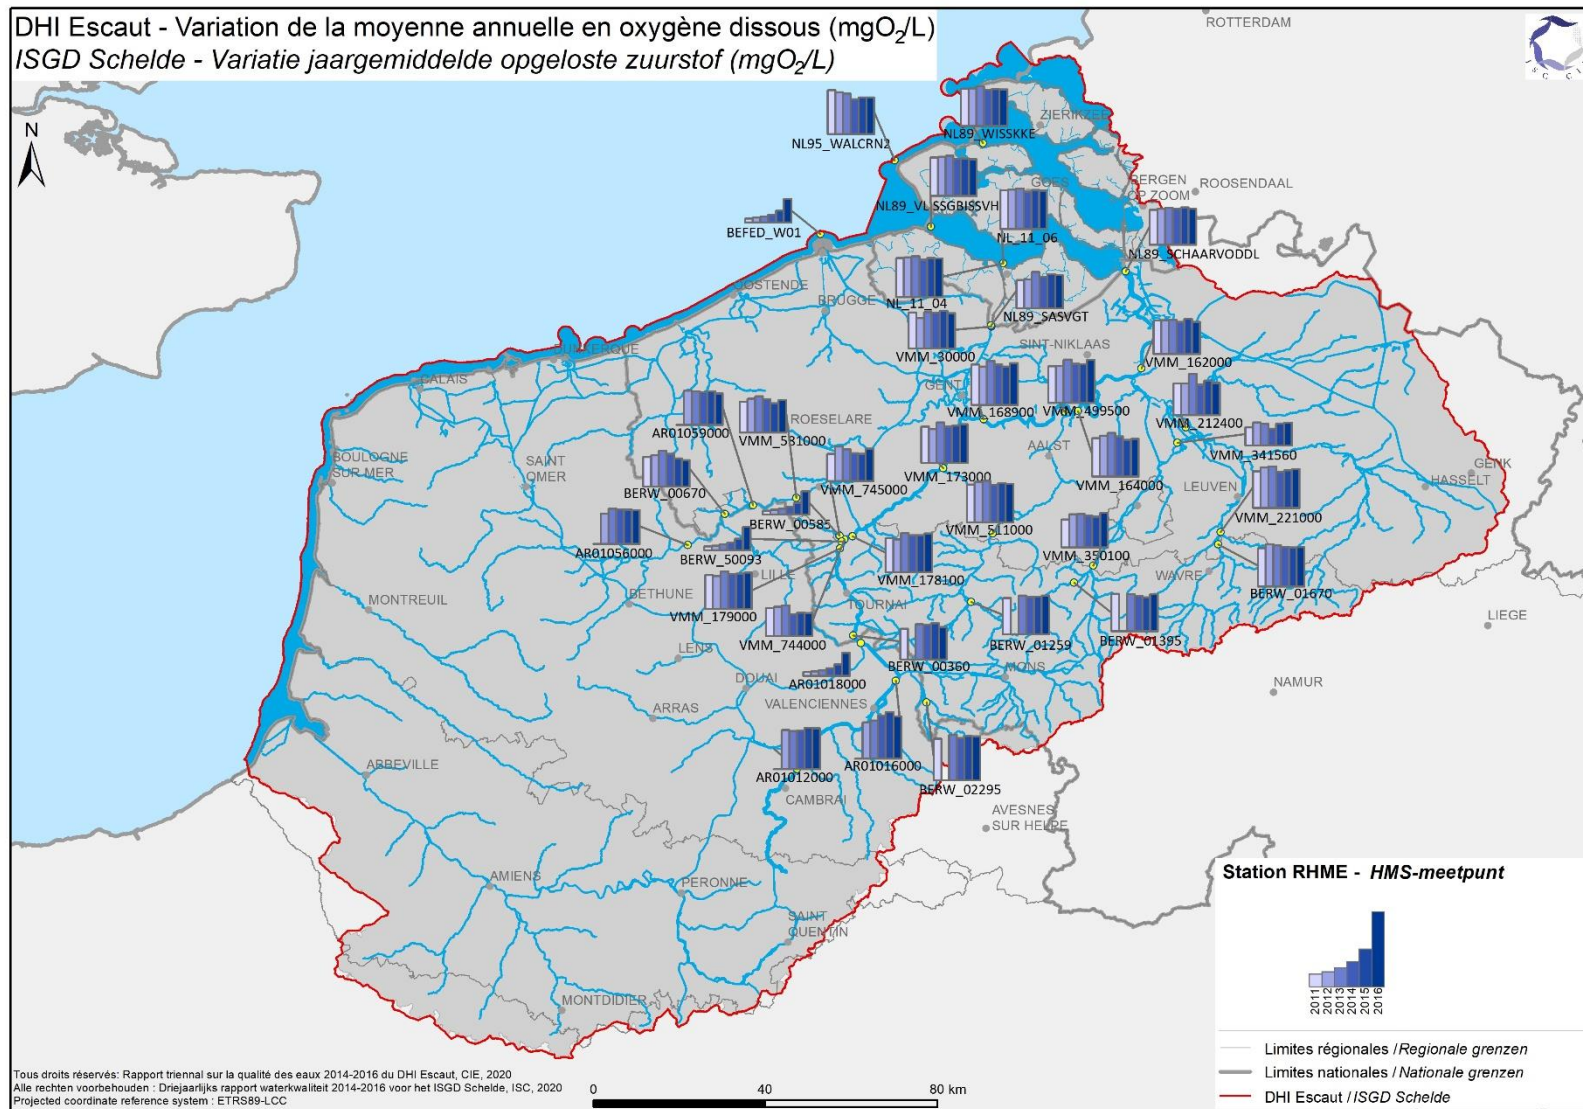 DHI Escaut - Variation de la moyenne annuelle en oxygène dissous (mgO₂/L)
ISGD Schelde - Variatie jaargemiddelde opgeloste zuurstof (mgO₂/L)
ROTTERDAM
N
NL95_WALCRN2
NL89_WISSKKE
ZIERIKZEE
NL89_VLISSGBISSVH
GOES
BERGEN
OP ZOOM
ROOSENDAAL
BEFED_W01
NL_11_06
NL89_SCHAARVODDL
NL_11_04
NL89_SASVGT
OOSTENDE
BRUGGE
VMM_30000
SINT-NIKLAAS
VMM_162000
DUNKERQUE
CALAIS
GENT
VMM_168900
VMM_499500
VMM_212400
AR01059000
VMM_531000
ROESELARE
AALST
VMM_341560
BOULOGNE
SUR MER
SAINT
OMER
BERW_00670
VMM_745000
VMM_173000
VMM_164000
LEUVEN
GENK
HASSELT
BERW_00585
VMM_511000
VMM_221000
AR01056000
BERW_50093
VMM_350100
LILLE
VMM_178100
WAVRE
BERW_01670
BETHUNE
VMM_179000
TOURNAI
MONTREUIL
LIEGE
VMM_744000
BERW_01259
BERW_01395
LENS
BERW_00360
MONS
AR01018000
DOUAI
NAMUR
ARRAS
VALENCIENNES
AR01012000
AR01016000
BERW_02295
ABBEVILLE
CAMBRAI
AVESNES
SUR HELPE
AMIENS
PERONNE
SAINT
QUENTIN
MONTDIDIER
Station RHME - HMS-meetpunt
2011
2012
2013
2014
2015
2016
Limites régionales / Regionale grenzen
Limites nationales / Nationale grenzen
DHI Escaut / ISGD Schelde
Tous droits réservés: Rapport triennal sur la qualité des eaux 2014-2016 du DHI Escaut, CIE, 2020
Alle rechten voorbehouden : Driejaarlijks rapport waterkwaliteit 2014-2016 voor het ISGD Schelde, ISC, 2020
Projected coordinate reference system : ETRS89-LCC
0 40 80 km